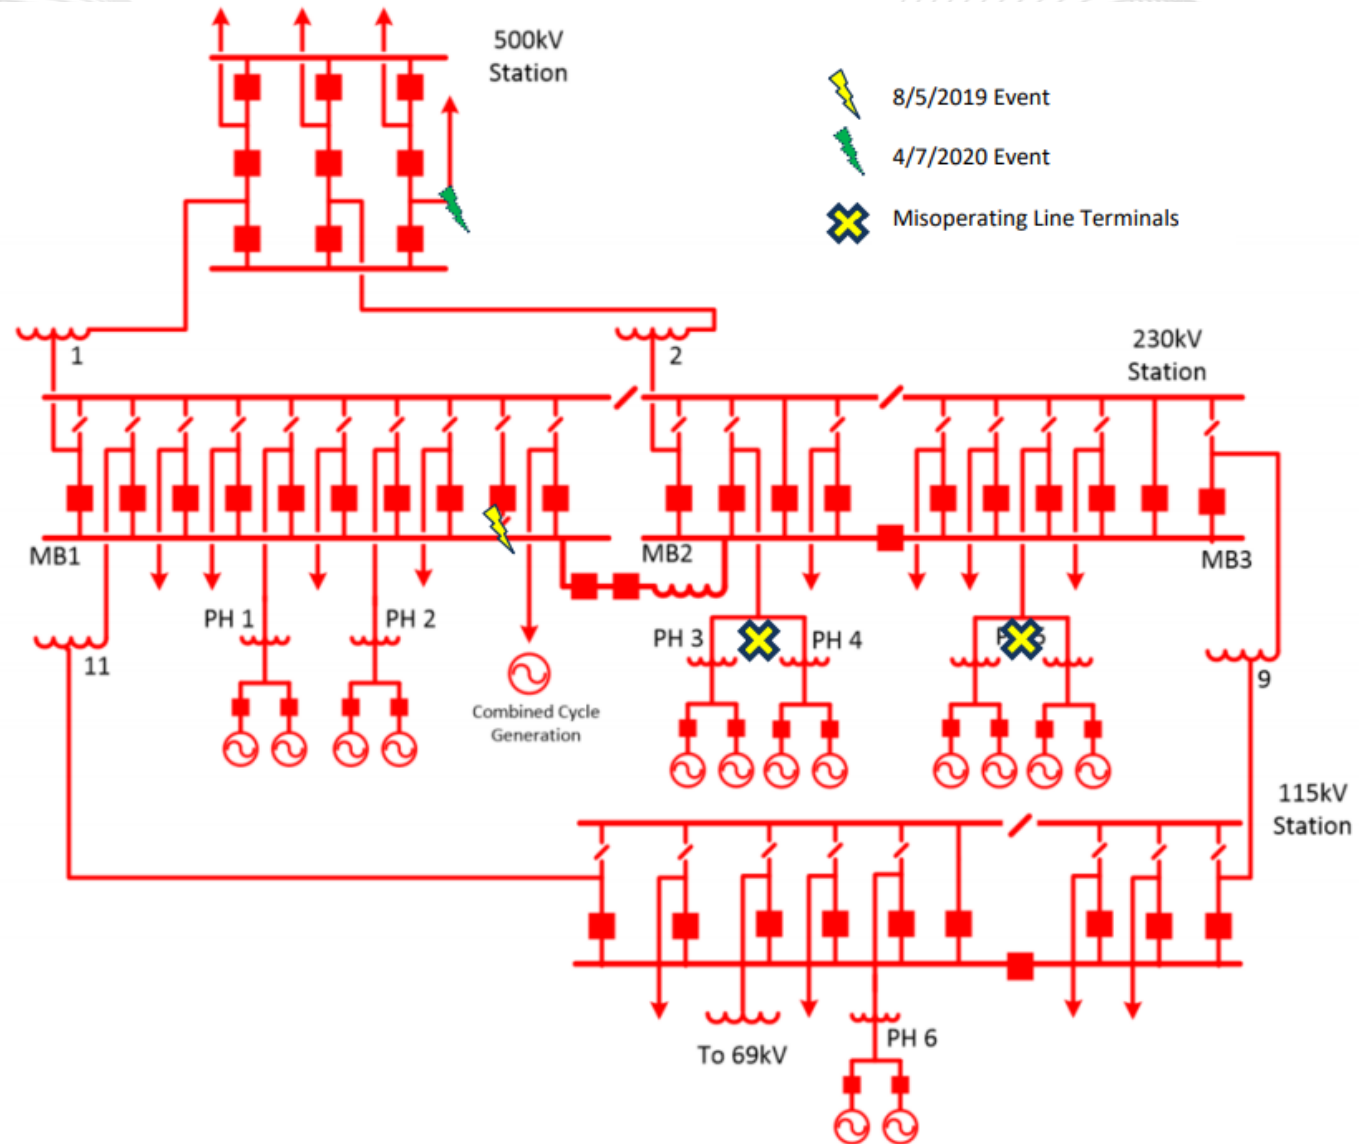 500kV
Station
8/5/2019 Event
4/7/2020 Event
Misoperating Line Terminals
1
2
230kV
Station
MB1
MB2
MB3
PH 1
PH 2
PH 3
PH 4
11
9
Combined Cycle
Generation
115kV
Station
To 69kV
PH 6